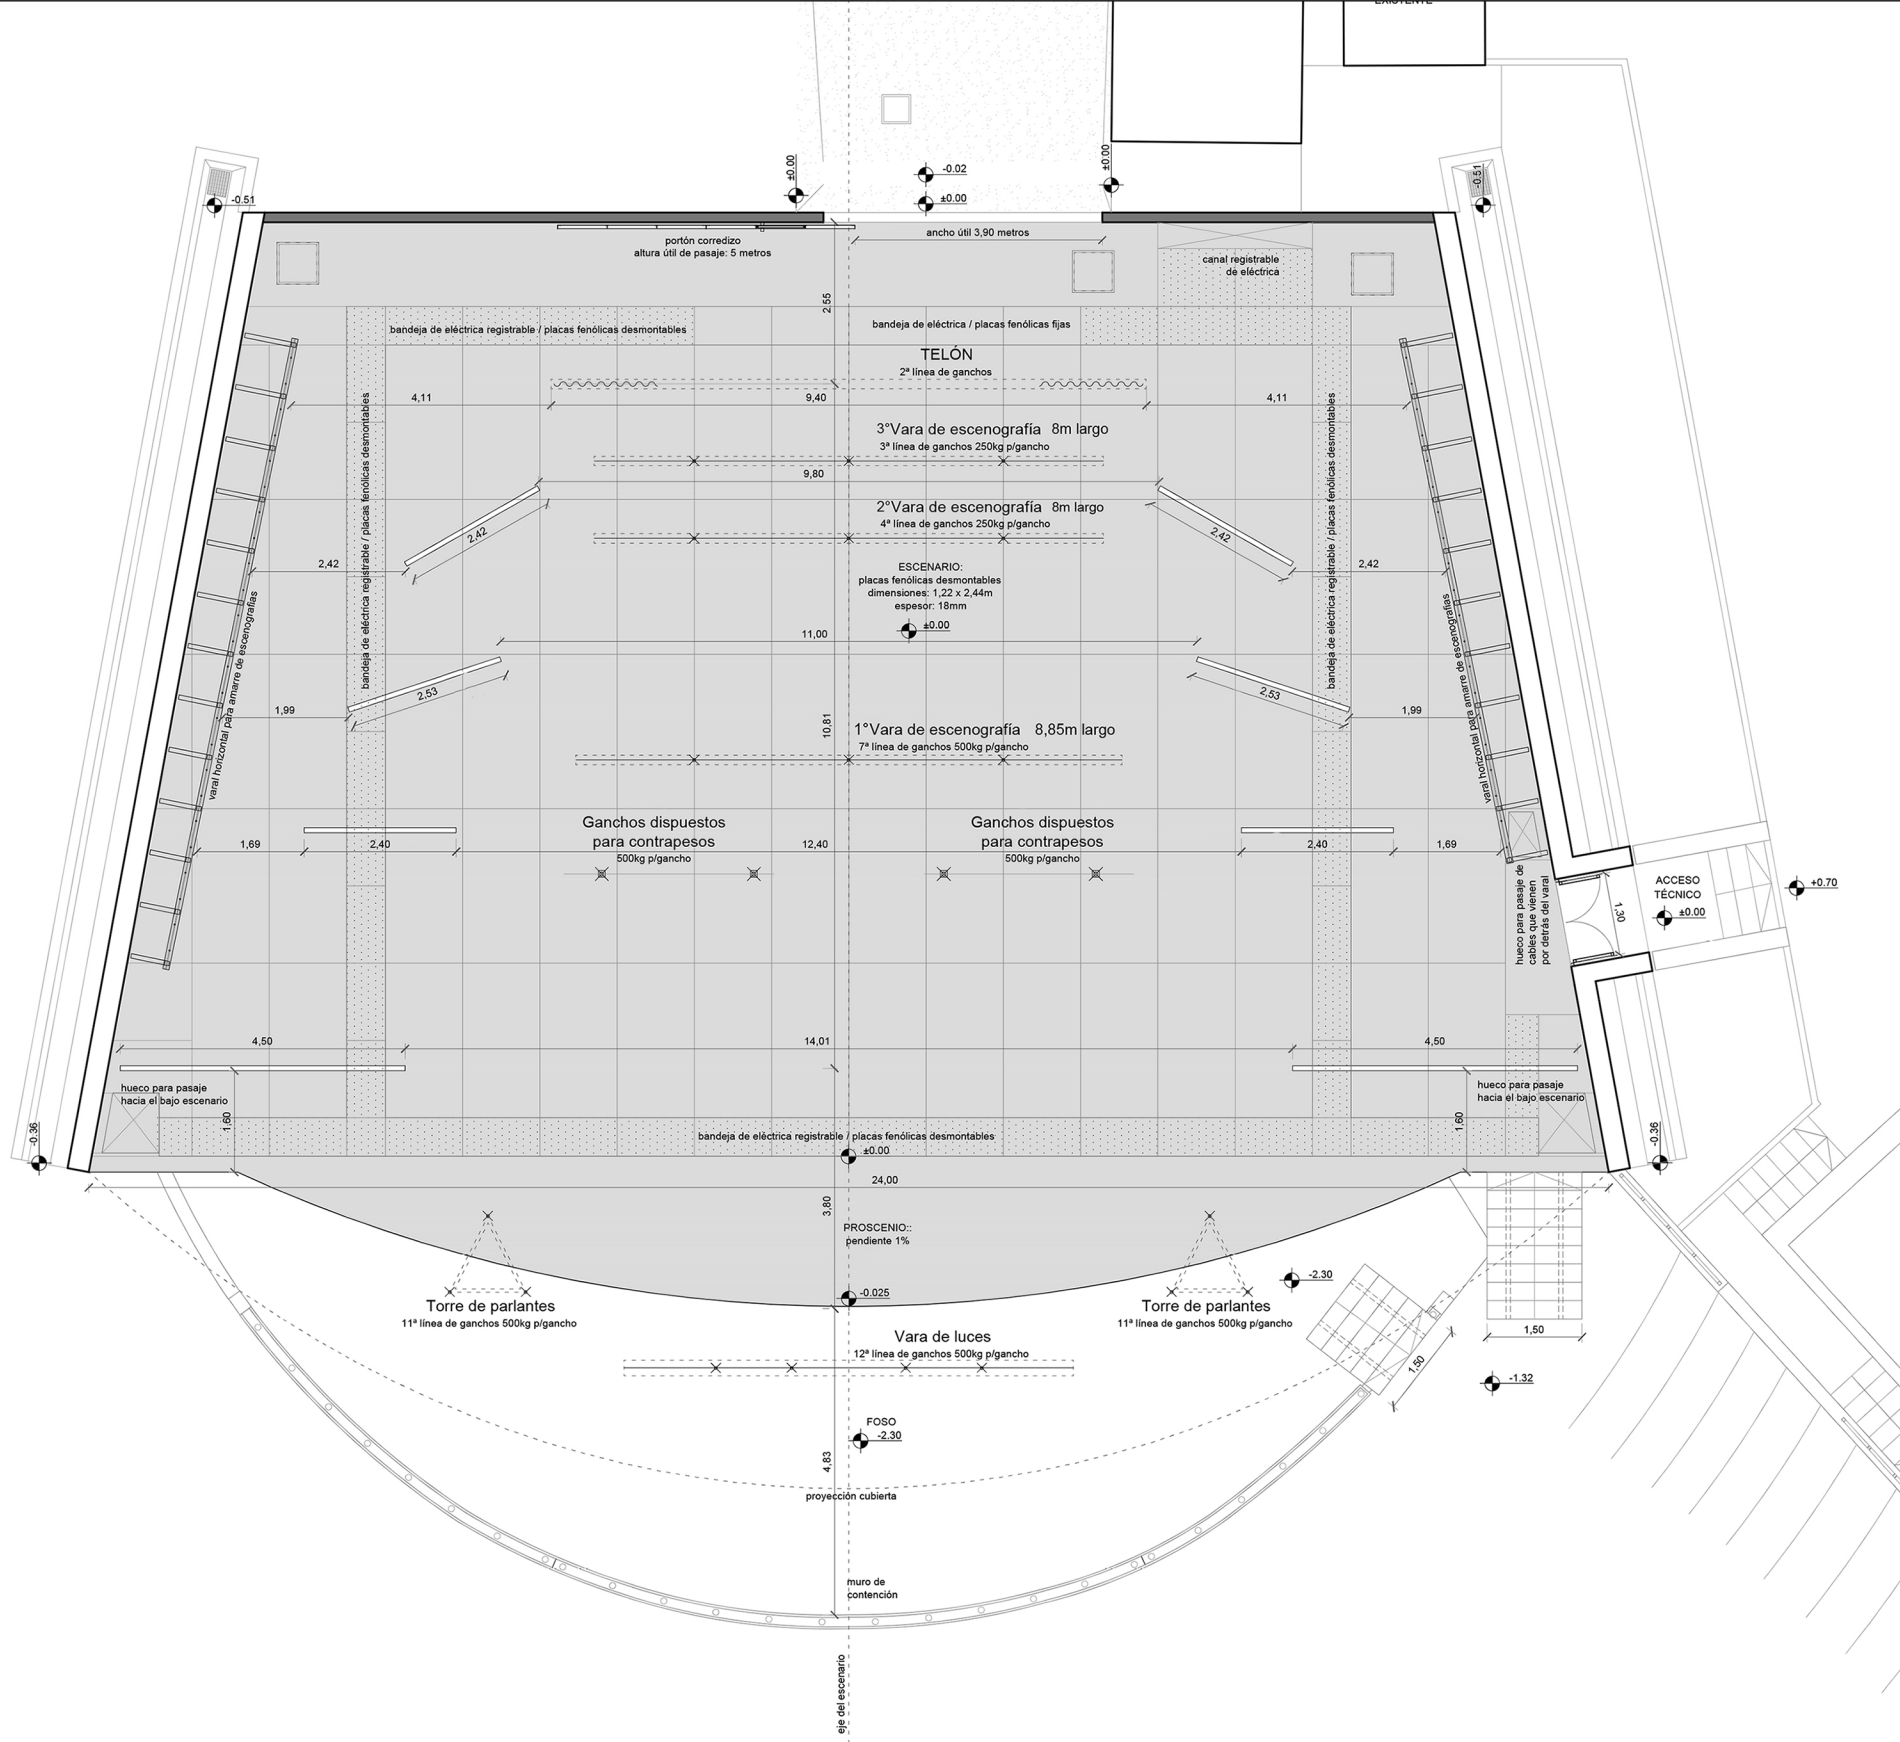 EXISTENTE
±0.00
-0.02
±0.00
±0.00
-0.51
-0.51
portón corredizo
altura útil de pasaje: 5 metros
ancho útil 3,90 metros
canal registrable
de eléctrica
2,55
bandeja de eléctrica registrable / placas fenólicas desmontables
bandeja de eléctrica / placas fenólicas fijas
TELÓN
2ª línea de ganchos
4,11
9,40
4,11
bandeja de eléctrica registrable / placas fenólicas desmontables
bandeja de eléctrica registrable / placas fenólicas desmontables
3°Vara de escenografía 8m largo
3ª línea de ganchos 250kg p/gancho
9,80
2°Vara de escenografía 8m largo
4ª línea de ganchos 250kg p/gancho
2,42
2,42
2,42
2,42
ESCENARIO:
placas fenólicas desmontables
dimensiones: 1,22 x 2,44m
espesor: 18mm
±0.00
11,00
varal horizontal para amarre de escenografias
varal horizontal para amarre de escenografias
2,53
2,53
1,99
1,99
10,81
1°Vara de escenografía 8,85m largo
7ª línea de ganchos 500kg p/gancho
Ganchos dispuestos
para contrapesos
500kg p/gancho
Ganchos dispuestos
para contrapesos
500kg p/gancho
1,69
2,40
12,40
2,40
1,69
hueco para pasaje de
cables que vienen
por detrás del varal
1,30
ACCESO
TÉCNICO
±0.00
+0.70
4,50
14,01
4,50
hueco para pasaje
hacia el bajo escenario
hueco para pasaje
hacia el bajo escenario
1,60
1,60
-0.36
-0.36
bandeja de eléctrica registrable / placas fenólicas desmontables
±0.00
24,00
3,80
PROSCENIO::
pendiente 1%
-0.025
-2.30
Torre de parlantes
11ª línea de ganchos 500kg p/gancho
Torre de parlantes
11ª línea de ganchos 500kg p/gancho
Vara de luces
12ª línea de ganchos 500kg p/gancho
1,50
1,50
-1.32
FOSO
-2.30
4,83
proyección cubierta
muro de
contención
eje del escenario